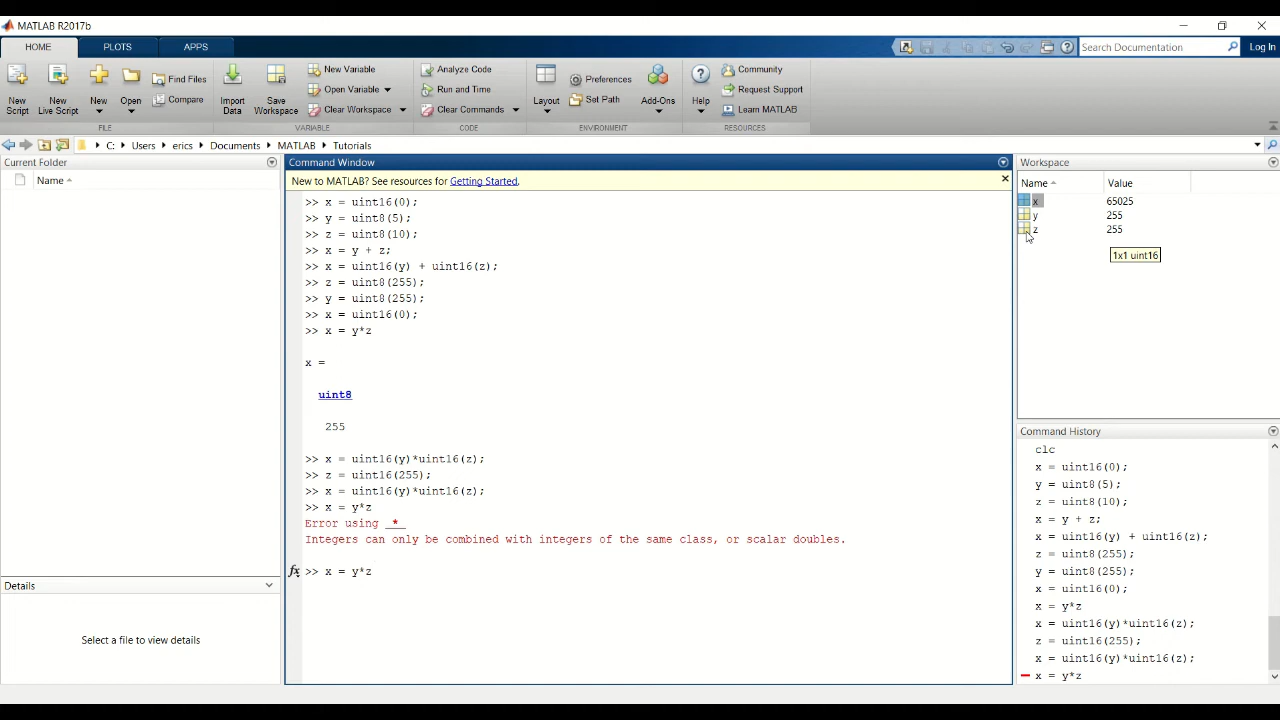 MATLAB R2017b
HOME
PLOTS
APPS
Search Documentation
Log In
New Script
New Live Script
New
Open
Find Files
Compare
Import Data
Save Workspace
New Variable
Open Variable
Clear Workspace
Analyze Code
Run and Time
Clear Commands
Layout
Preferences
Set Path
Add-Ons
Help
Community
Request Support
Learn MATLAB
FILE
VARIABLE
CODE
ENVIRONMENT
RESOURCES
C: Users erics Documents MATLAB Tutorials
Current Folder
Name
Details
Select a file to view details
Command Window
New to MATLAB? See resources for Getting Started.
>> x = uint16(0);
>> y = uint8(5);
>> z = uint8(10);
>> x = y + z;
>> x = uint16(y) + uint16(z);
>> z = uint8(255);
>> y = uint8(255);
>> x = uint16(0);
>> x = y*z
x =
uint8
255
>> x = uint16(y)*uint16(z);
>> z = uint16(255);
>> x = uint16(y)*uint16(z);
>> x = y*z
Error using *
Integers can only be combined with integers of the same class, or scalar doubles.
fx >> x = y*z
Workspace
Name Value
x 65025
y 255
z 255
1x1 uint16
Command History
clc
x = uint16(0);
y = uint8(5);
z = uint8(10);
x = y + z;
x = uint16(y) + uint16(z);
z = uint8(255);
y = uint8(255);
x = uint16(0);
x = y*z
x = uint16(y)*uint16(z);
z = uint16(255);
x = uint16(y)*uint16(z);
x = y*z